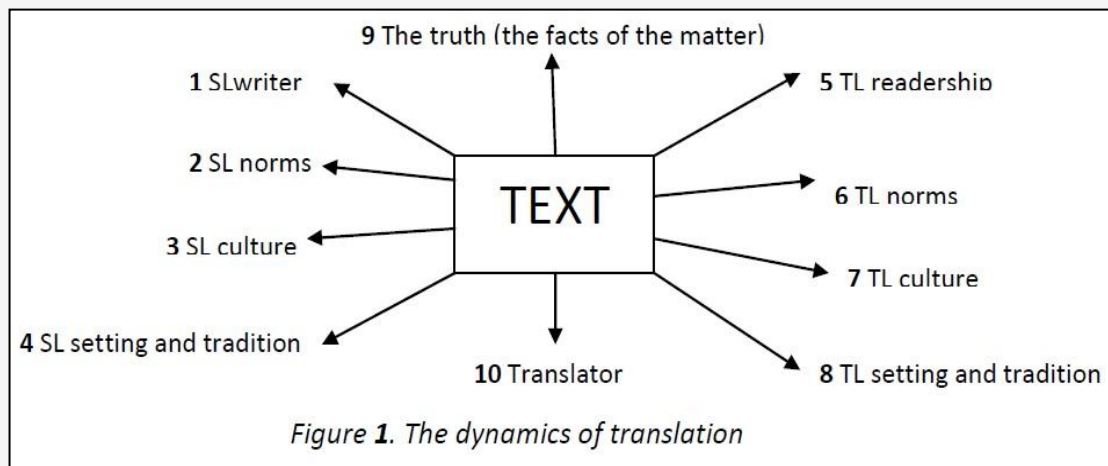 9 The truth (the facts of the matter)
1 SLwriter
5 TL readership
2 SL norms
TEXT
6 TL norms
3 SL culture
7 TL culture
4 SL setting and tradition
10 Translator
8 TL setting and tradition
Figure 1. The dynamics of translation